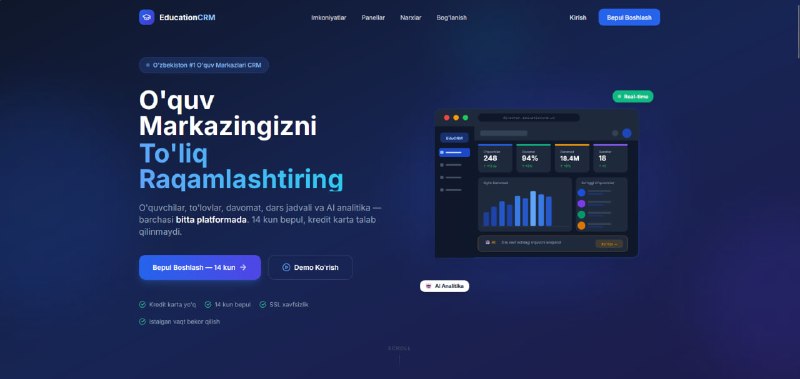 EducationCRM
Imkoniyatlar Panellar Narxlar Bog'lanish
Kirish Bepul Boshlash
O'zbekiston #1 O'quv Markazlari CRM
O'quv
Markazingizni
To'liq
Raqamlashtiring
O'quvchilar, to'lovlar, davomat, dars jadvali va AI analitika —
barchasi bitta platformada. 14 kun bepul, kredit karta talab
qilinmaydi.
Bepul Boshlash — 14 kun → Demo Ko'rish
Kredit karta yo'q 14 kun bepul SSL xavfsizlik
Istalgan vaqt bekor qilish
Real-time
EduCRM
248 94% 18.4M 18
AI Analitika
SCROLL